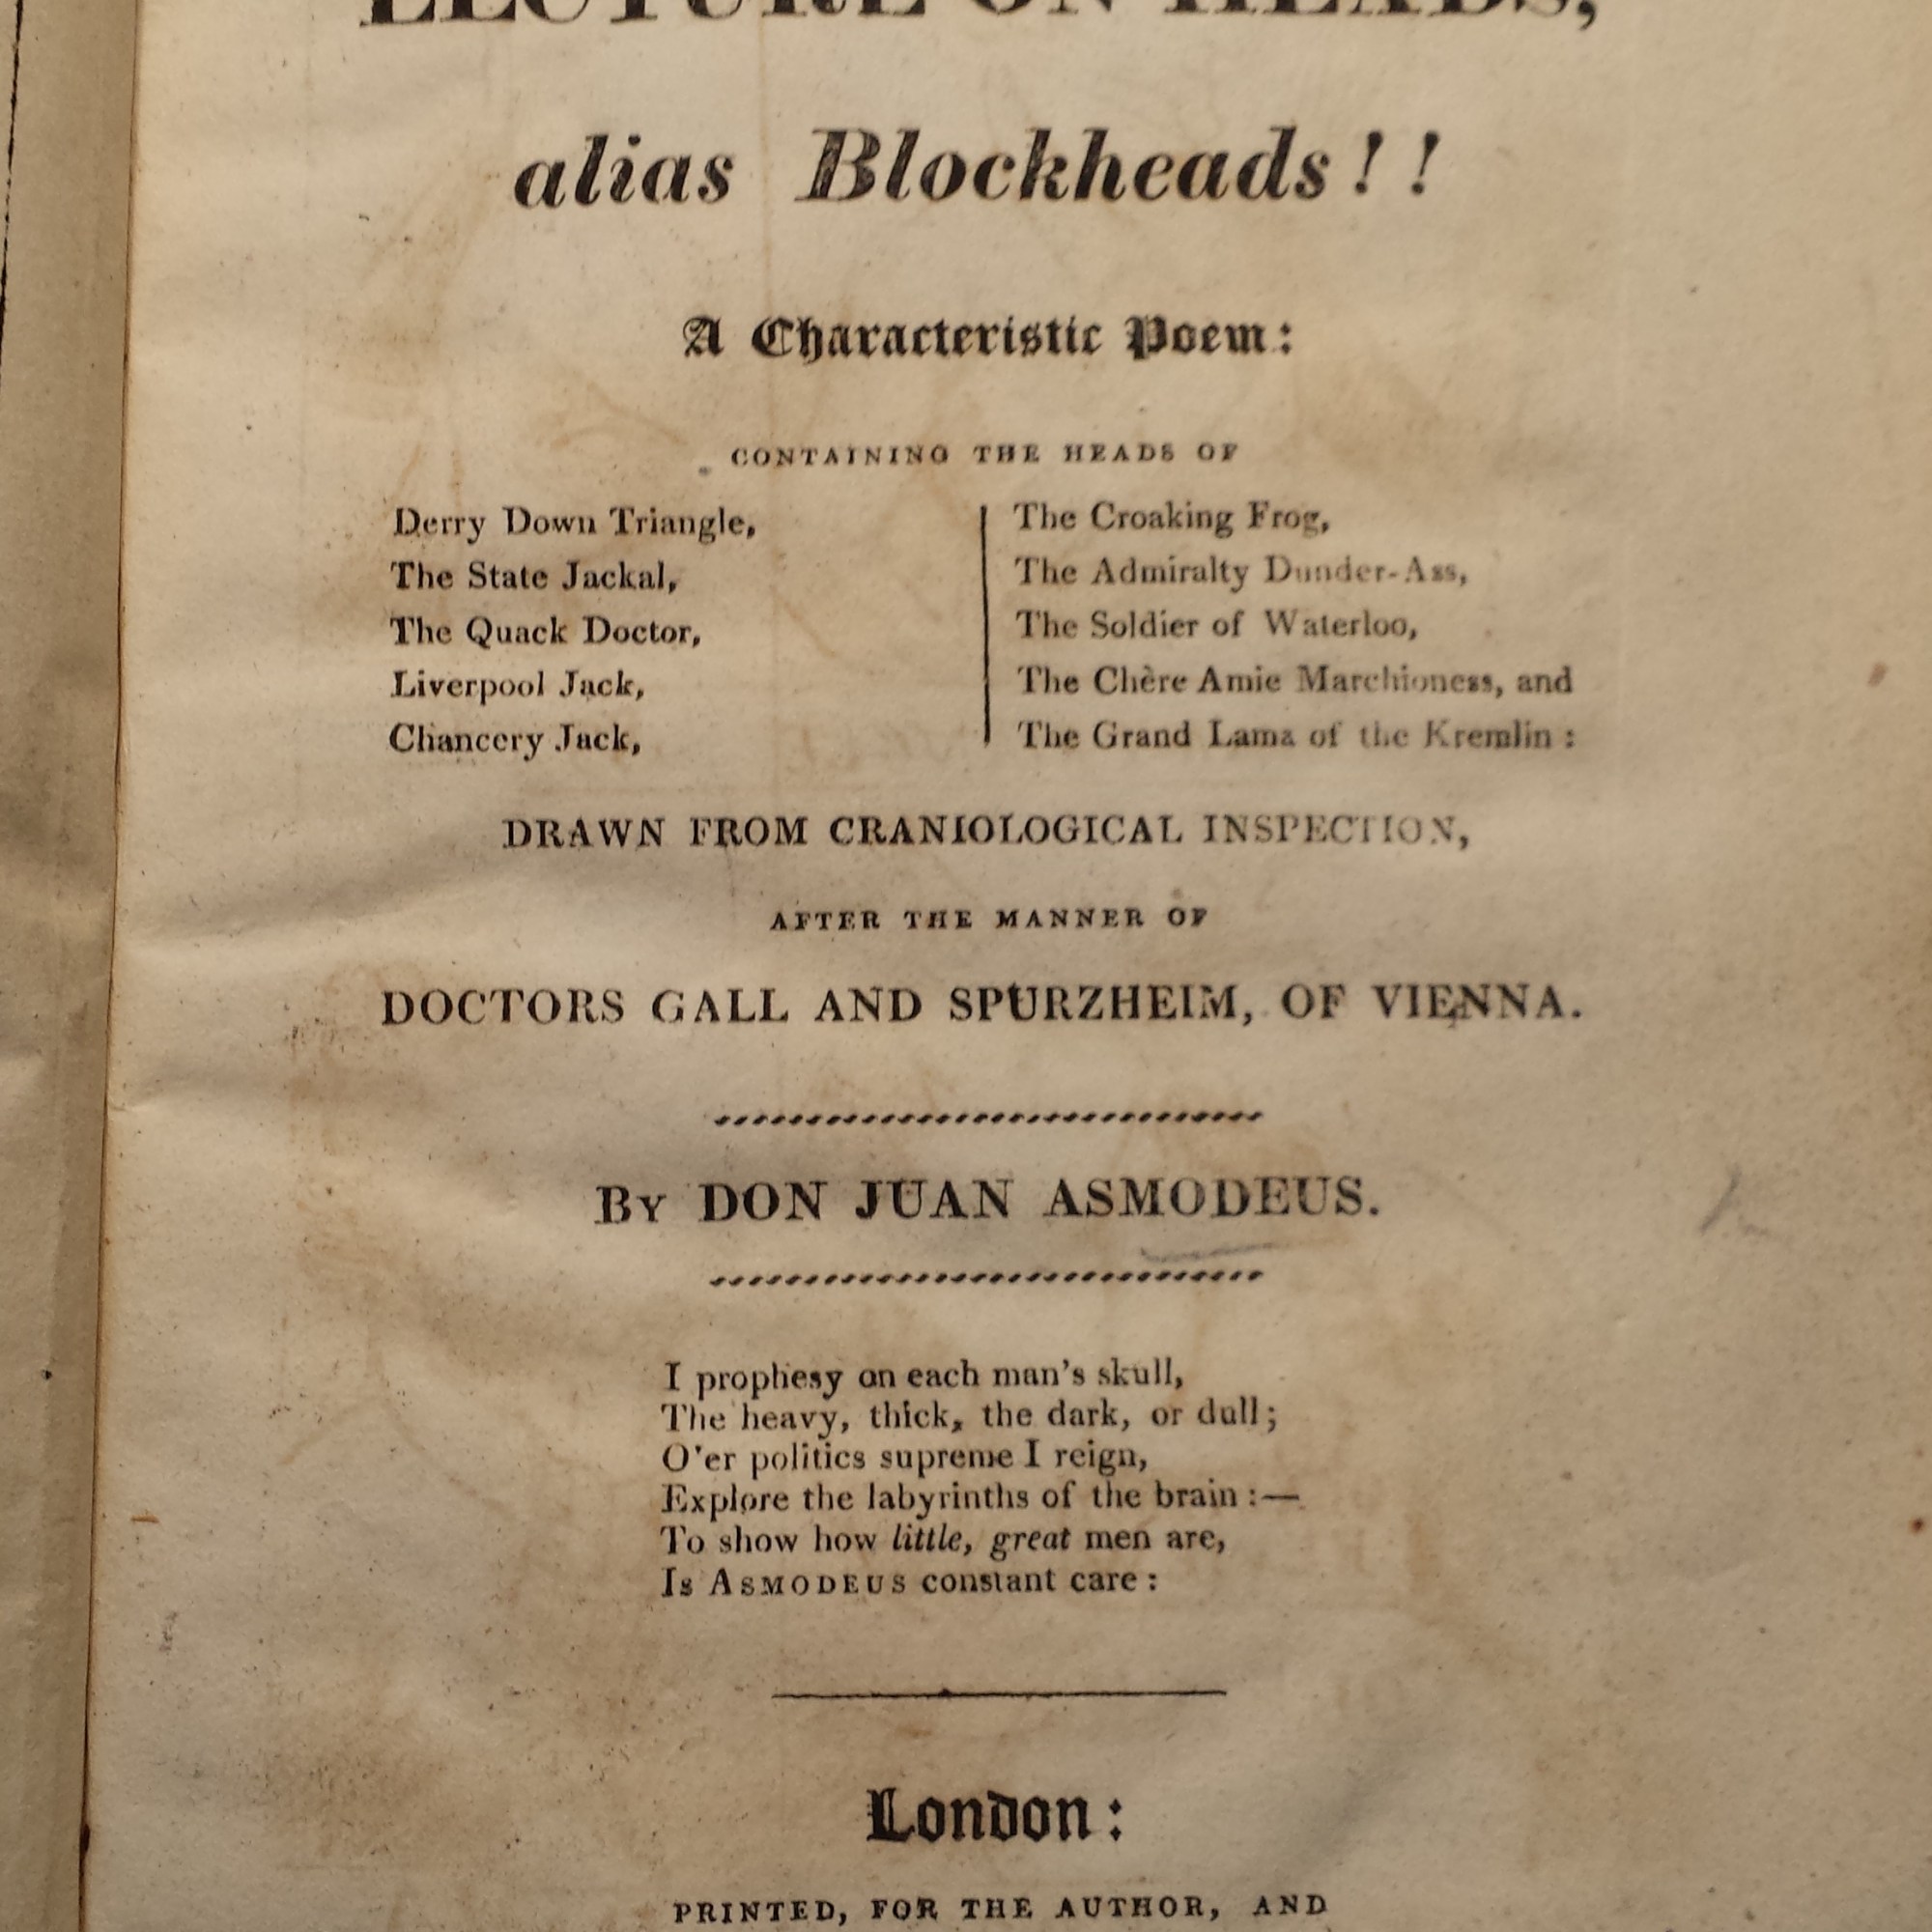 LECTURE ON HEADS,
alias Blockheads!!
A Characteristic Poem:
CONTAINING THE HEADS OF
Derry Down Triangle,
The State Jackal,
The Quack Doctor,
Liverpool Jack,
Chancery Jack,
The Croaking Frog,
The Admiralty Dunder-Ass,
The Soldier of Waterloo,
The Chère Amie Marchioness, and
The Grand Lama of the Kremlin:
DRAWN FROM CRANIOLOGICAL INSPECTION,
AFTER THE MANNER OF
DOCTORS GALL AND SPURZHEIM, OF VIENNA.
By DON JUAN ASMODEUS.
I prophesy on each man's skull,
The heavy, thick, the dark, or dull;
O'er politics supreme I reign,
Explore the labyrinths of the brain:—
To show how little, great men are,
Is ASMODEUS constant care:
London:
PRINTED, FOR THE AUTHOR, AND